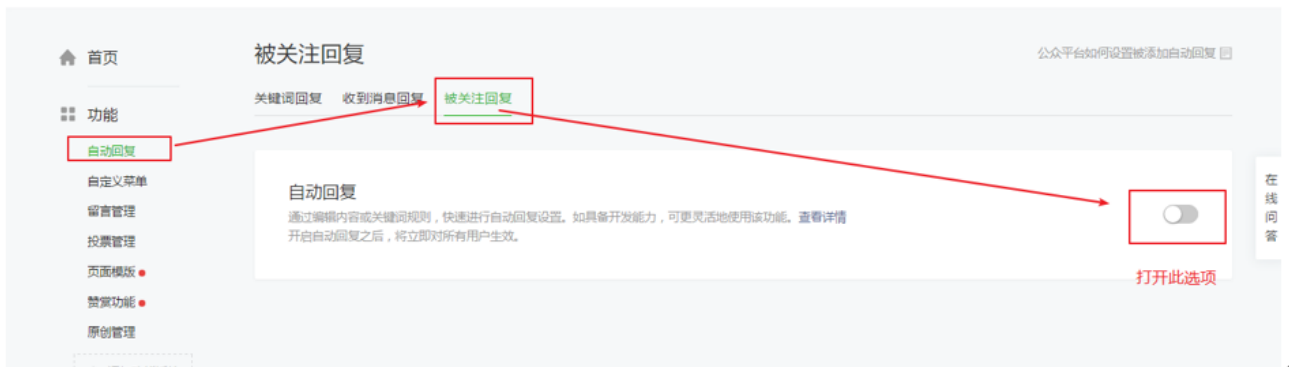 首页
功能
自动回复
自定义菜单
留言管理
投票管理
页面模版
赞赏功能
原创管理
被关注回复
公众平台如何设置被添加自动回复
关键词回复 收到消息回复 被关注回复
自动回复
通过编辑内容或关键词规则，快速进行自动回复设置。如具备开发能力，可更灵活地使用该功能。查看详情
开启自动回复之后，将立即对所有用户生效。
打开此选项
在
线
问
答